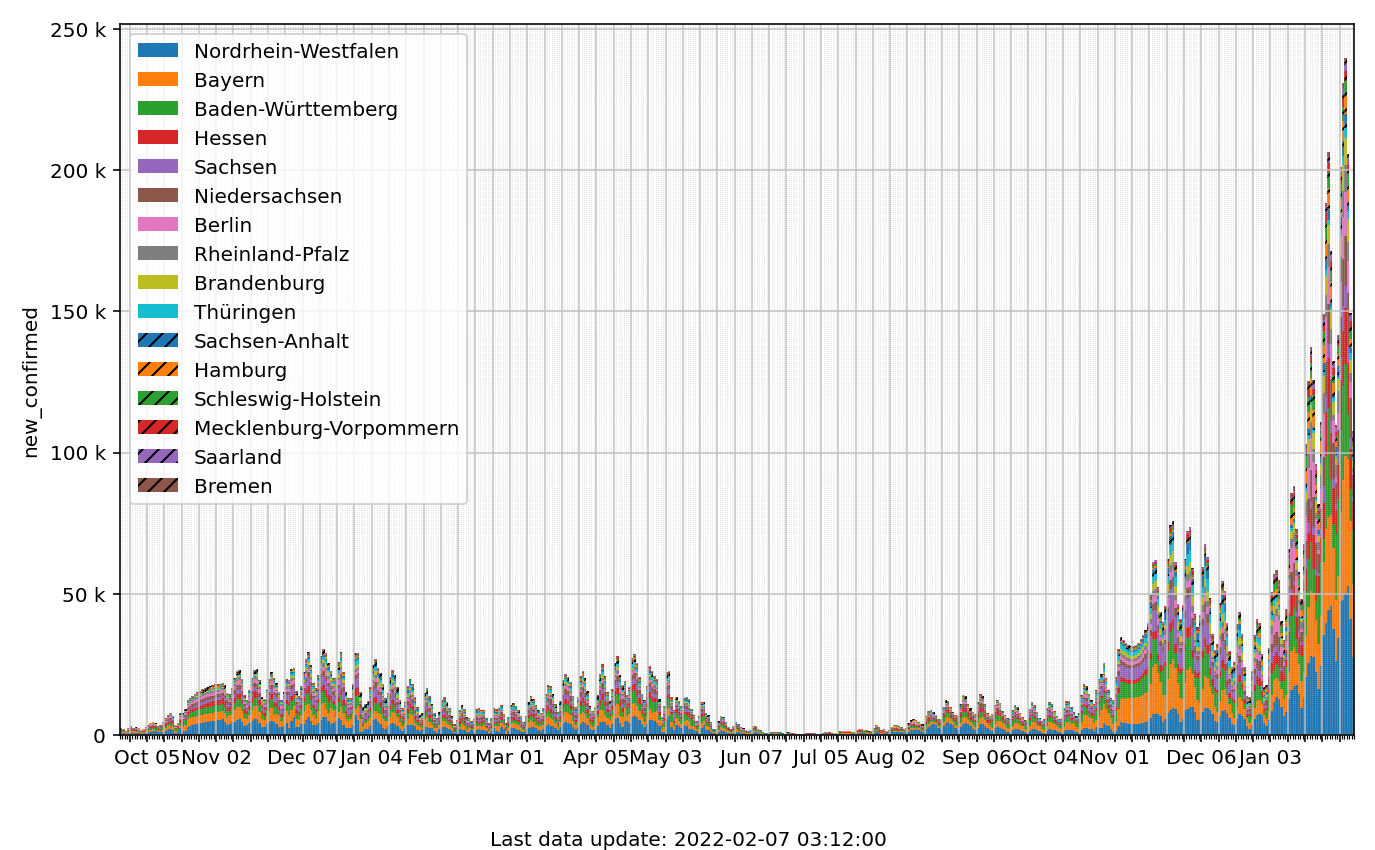 250 k
200 k
150 k
100 k
50 k
0
new_confirmed
Nordrhein-Westfalen
Bayern
Baden-Württemberg
Hessen
Sachsen
Niedersachsen
Berlin
Rheinland-Pfalz
Brandenburg
Thüringen
Sachsen-Anhalt
Hamburg
Schleswig-Holstein
Mecklenburg-Vorpommern
Saarland
Bremen
Oct 05 Nov 02 Dec 07 Jan 04 Feb 01 Mar 01 Apr 05 May 03 Jun 07 Jul 05 Aug 02 Sep 06 Oct 04 Nov 01 Dec 06 Jan 03
Last data update: 2022-02-07 03:12:00